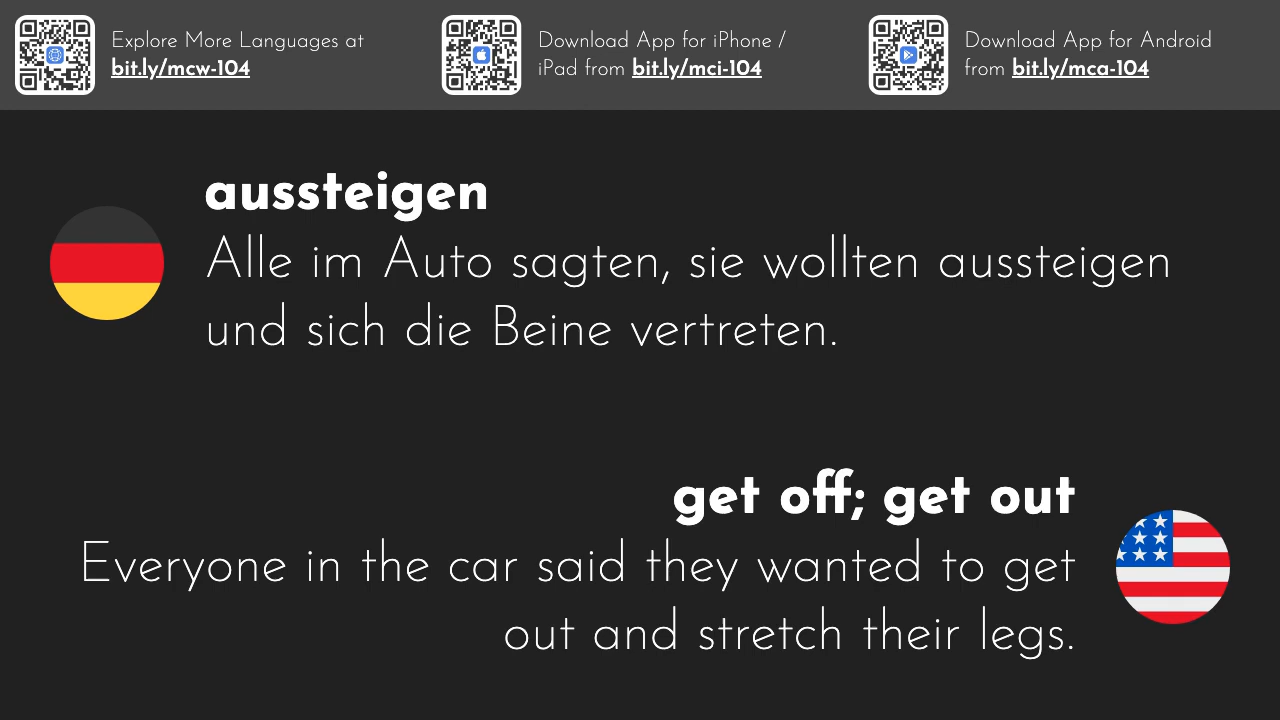 Explore More Languages at
bit.ly/mcw-104
Download App for iPhone /
iPad from bit.ly/mci-104
Download App for Android
from bit.ly/mca-104
aussteigen
Alle im Auto sagten, sie wollten aussteigen
und sich die Beine vertreten.
get off; get out
Everyone in the car said they wanted to get
out and stretch their legs.